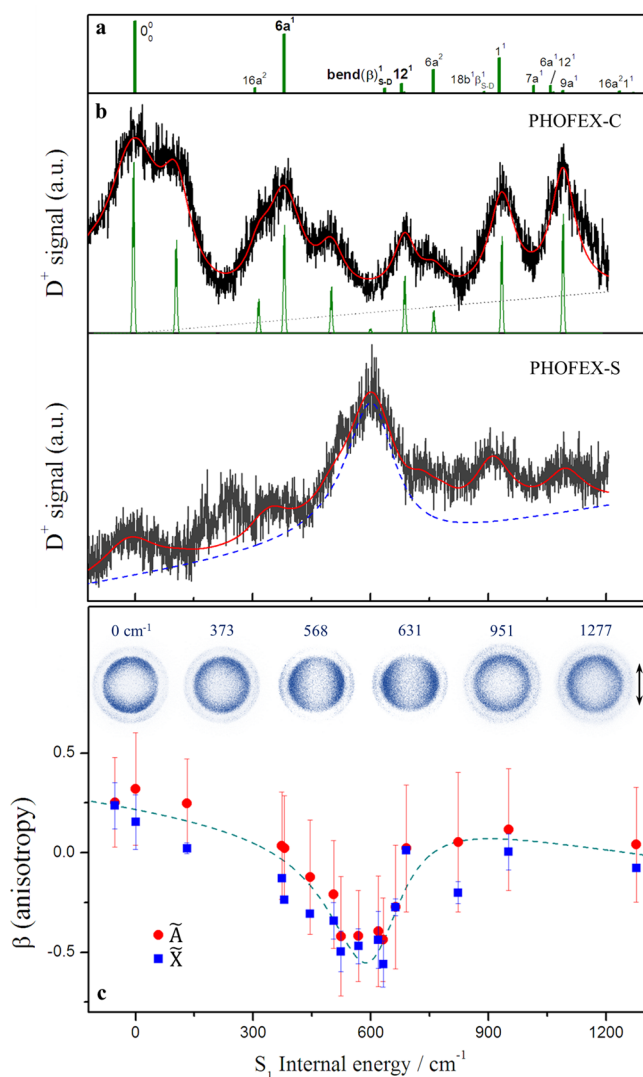 a
0⁰₀
16a²
6a¹
bend(β)¹S-D 12¹
6a²
18b¹β¹S-D
1¹
7a¹
6a¹12¹
9a¹
16a²1¹
b
PHOFEX-C
D⁺ signal (a.u.)
PHOFEX-S
D⁺ signal (a.u.)
0 cm⁻¹ 373 568 631 951 1277
0.5
0.0
-0.5
β (anisotropy)
Ã
X̃
c
0 300 600 900 1200
S₁ Internal energy / cm⁻¹